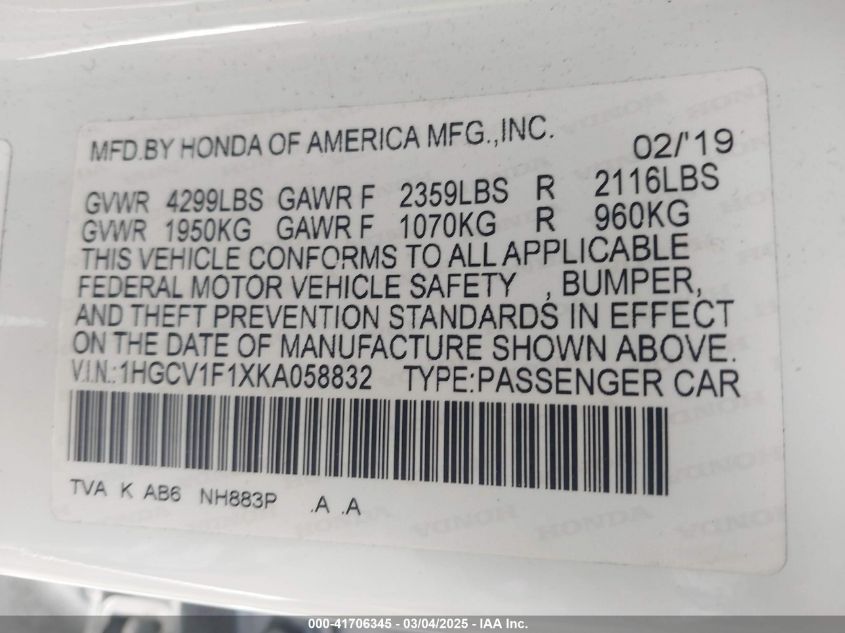 MFD.BY HONDA OF AMERICA MFG.,INC. 02/'19
GVWR 4299LBS GAWR F 2359LBS R 2116LBS
GVWR 1950KG GAWR F 1070KG R 960KG
THIS VEHICLE CONFORMS TO ALL APPLICABLE
FEDERAL MOTOR VEHICLE SAFETY , BUMPER,
AND THEFT PREVENTION STANDARDS IN EFFECT
ON THE DATE OF MANUFACTURE SHOWN ABOVE.
V.I.N.:1HGCV1F1XKA058832 TYPE:PASSENGER CAR
TVA K AB6 NH883P .A .A
000-41706345 - 03/04/2025 - IAA Inc.